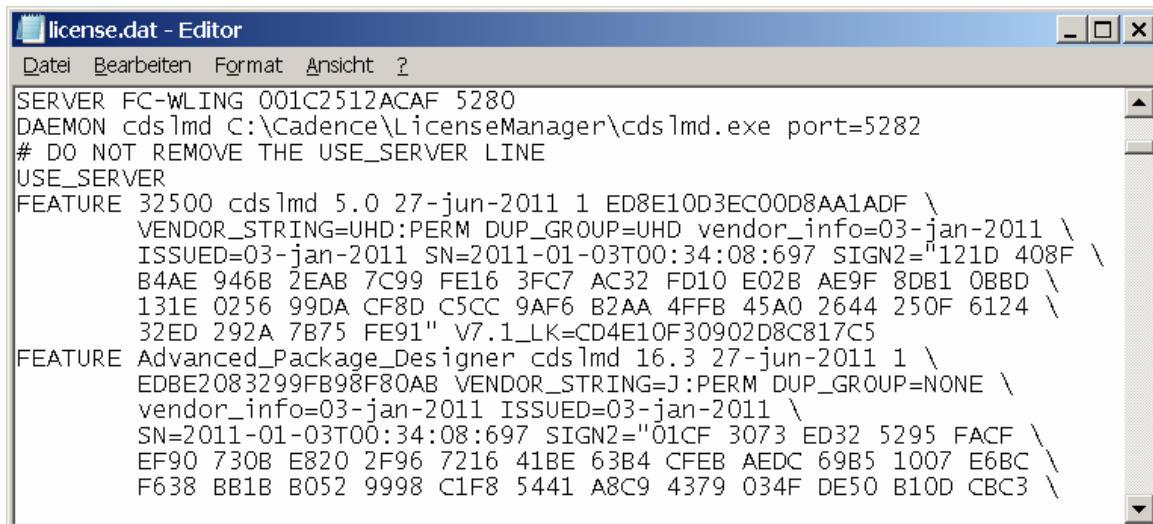 license.dat - Editor
Datei Bearbeiten Format Ansicht ?
SERVER FC-WLING 001C2512ACAF 5280
DAEMON cdslmd C:\Cadence\LicenseManager\cdslmd.exe port=5282
# DO NOT REMOVE THE USE_SERVER LINE
USE_SERVER
FEATURE 32500 cdslmd 5.0 27-jun-2011 1 ED8E10D3EC00D8AA1ADF \
VENDOR_STRING=UHD:PERM DUP_GROUP=UHD vendor_info=03-jan-2011 \
ISSUED=03-jan-2011 SN=2011-01-03T00:34:08:697 SIGN2="121D 408F \
B4AE 946B 2EAB 7C99 FE16 3FC7 AC32 FD10 E02B AE9F 8DB1 0BBD \
131E 0256 99DA CF8D C5CC 9AF6 B2AA 4FFB 45A0 2644 250F 6124 \
32ED 292A 7B75 FE91" V7.1_LK=CD4E10F30902D8C817C5
FEATURE Advanced_Package_Designer cdslmd 16.3 27-jun-2011 1 \
EDBE2083299FB98F80AB VENDOR_STRING=J:PERM DUP_GROUP=NONE \
vendor_info=03-jan-2011 ISSUED=03-jan-2011 \
SN=2011-01-03T00:34:08:697 SIGN2="01CF 3073 ED32 5295 FACF \
EF90 730B E820 2F96 7216 41BE 63B4 CFEB AEDC 69B5 1007 E6BC \
F638 BB1B B052 9998 C1F8 5441 A8C9 4379 034F DE50 B10D CBC3 \